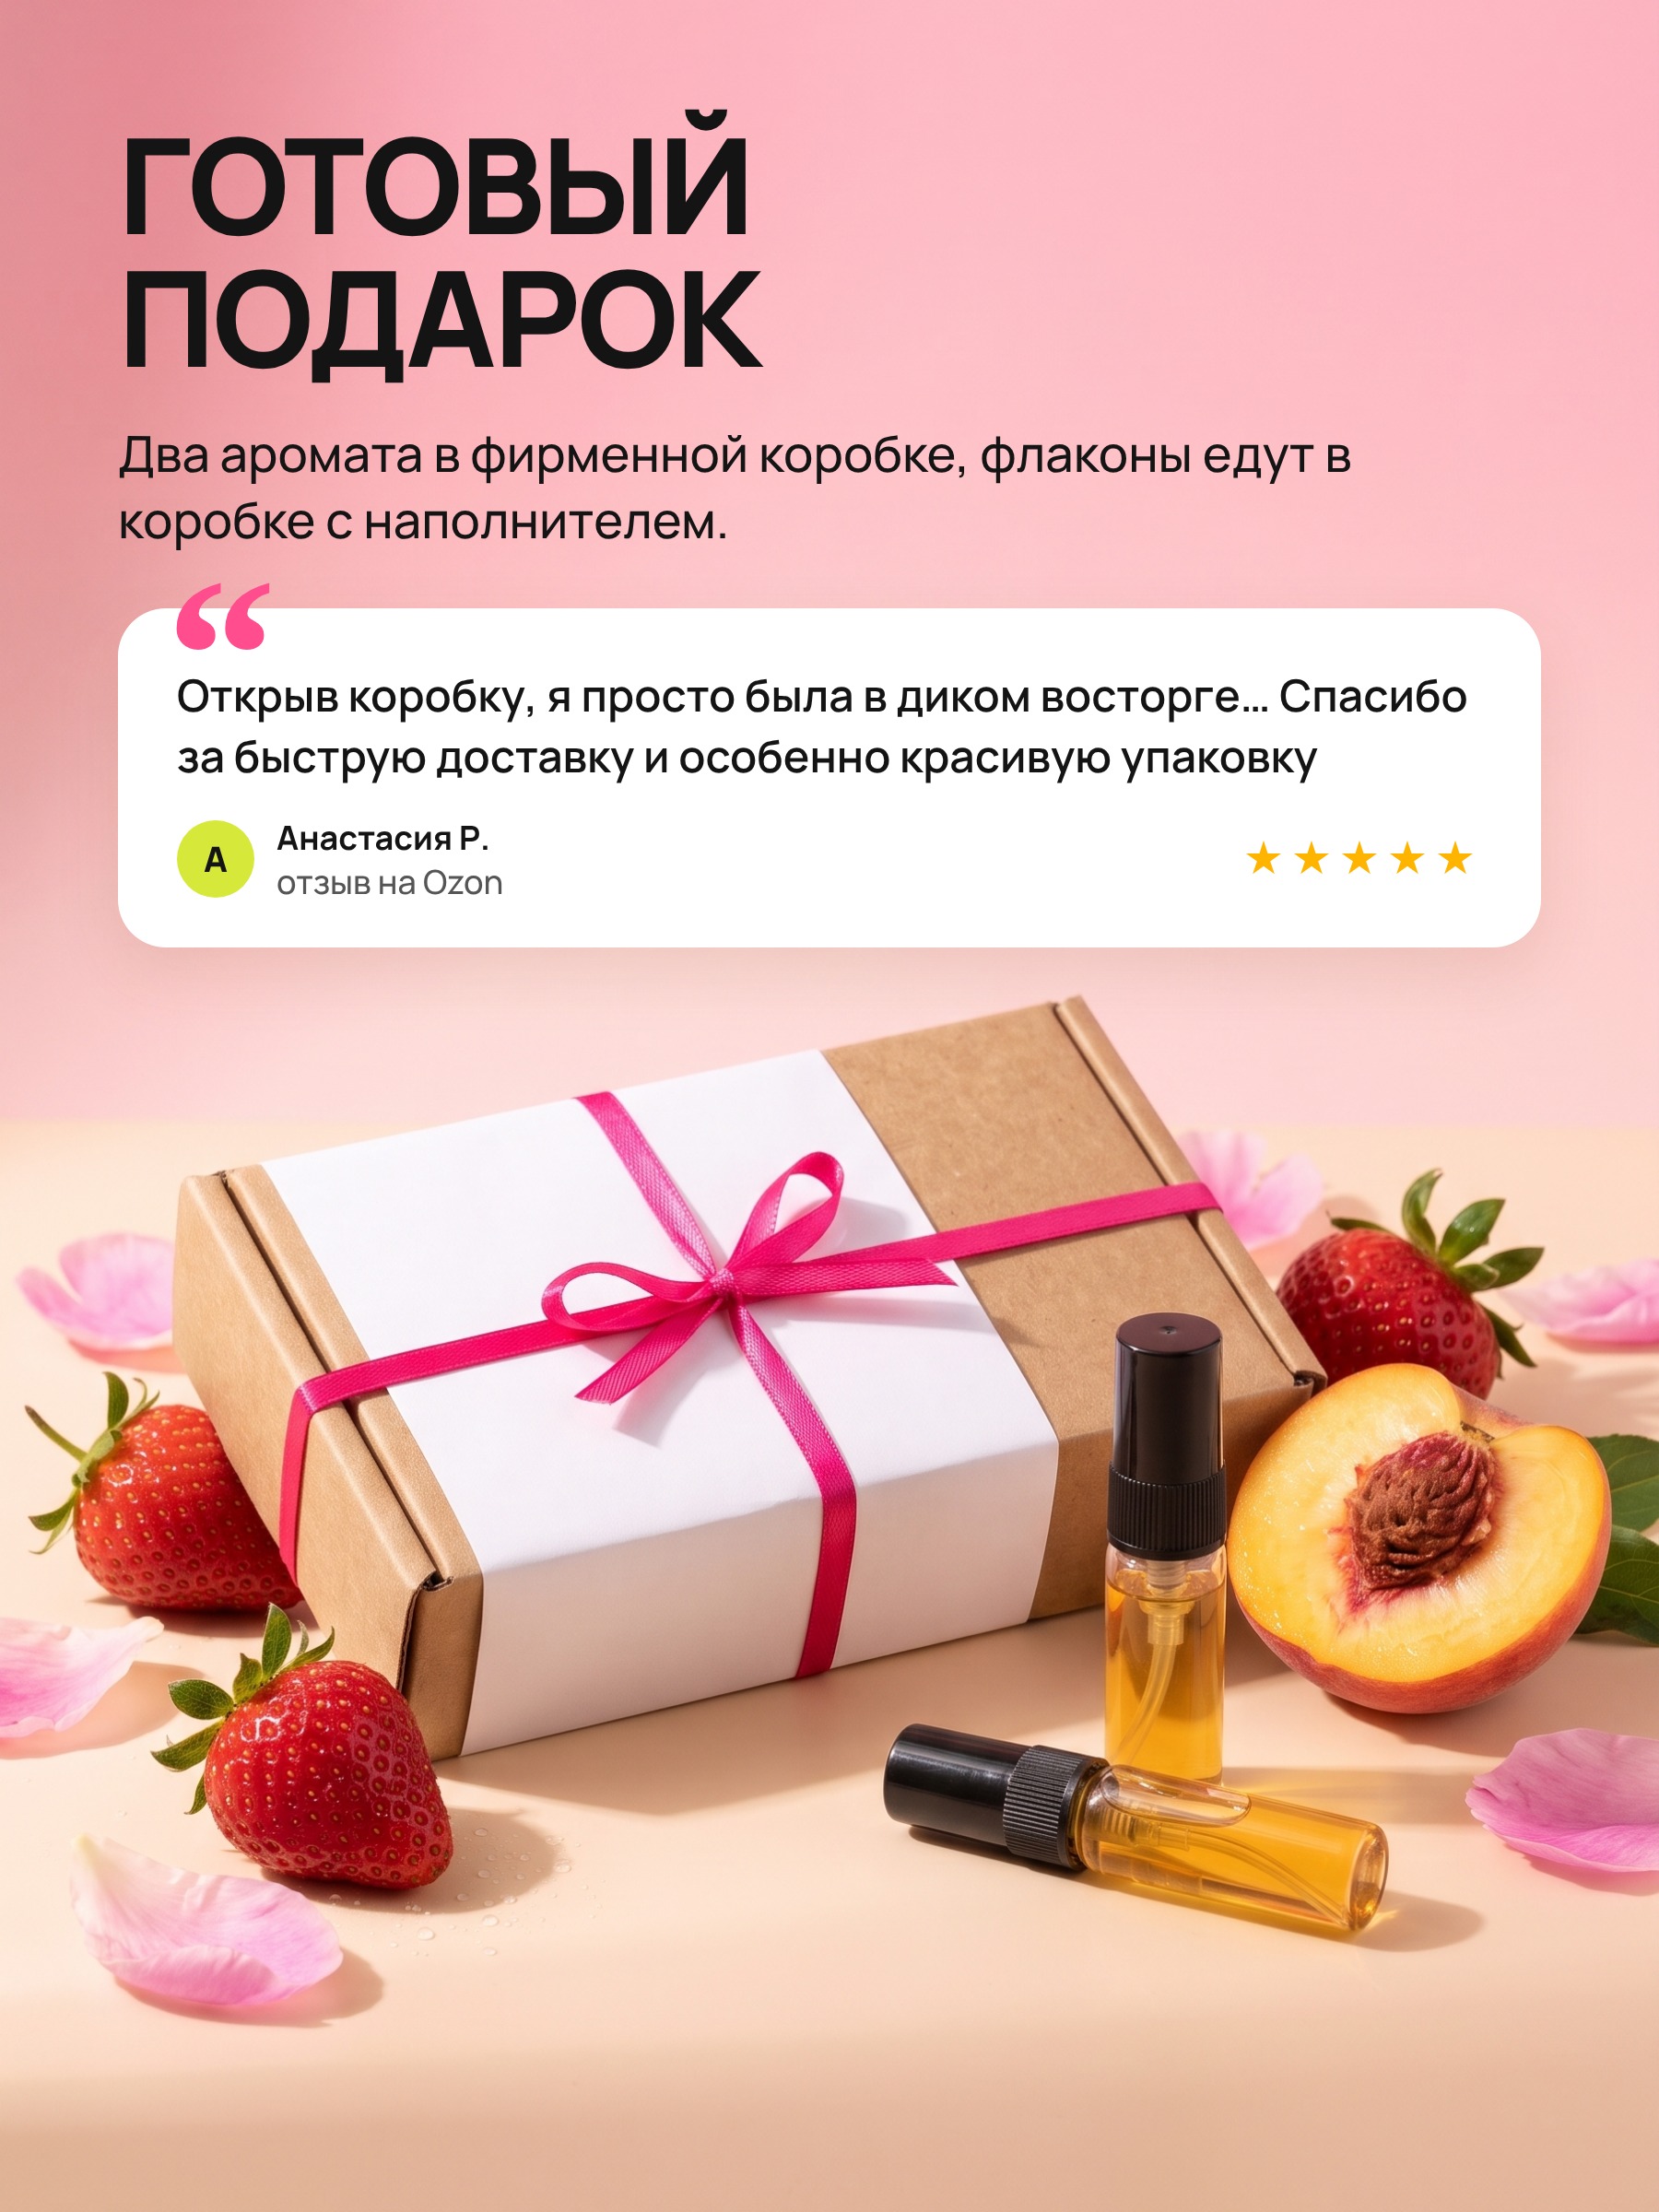 ГОТОВЫЙ
ПОДАРОК
Два аромата в фирменной коробке, флаконы едут в
коробке с наполнителем.
“
Открыв коробку, я просто была в диком восторге... Спасибо
за быструю доставку и особенно красивую упаковку
А
Анастасия Р.
отзыв на Ozon
★★★★★